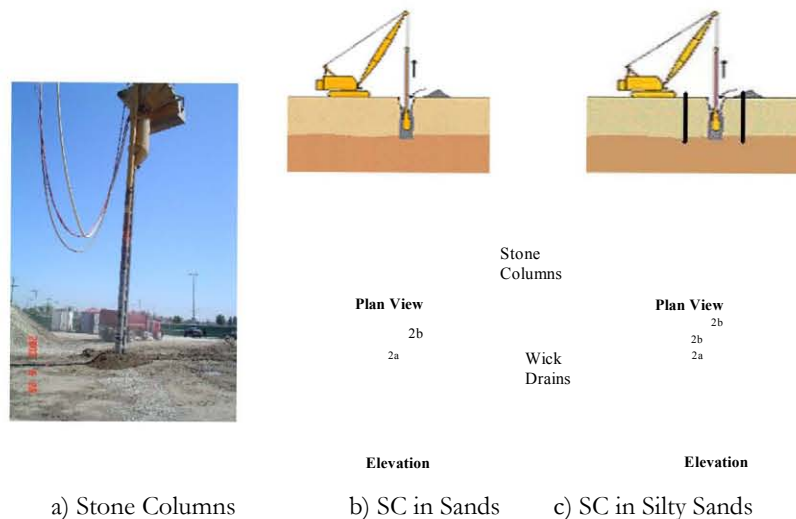 Stone
Columns
Plan View
2b
2a
Plan View
2b
2b
2a
Wick
Drains
Elevation
Elevation
a) Stone Columns
b) SC in Sands
c) SC in Silty Sands